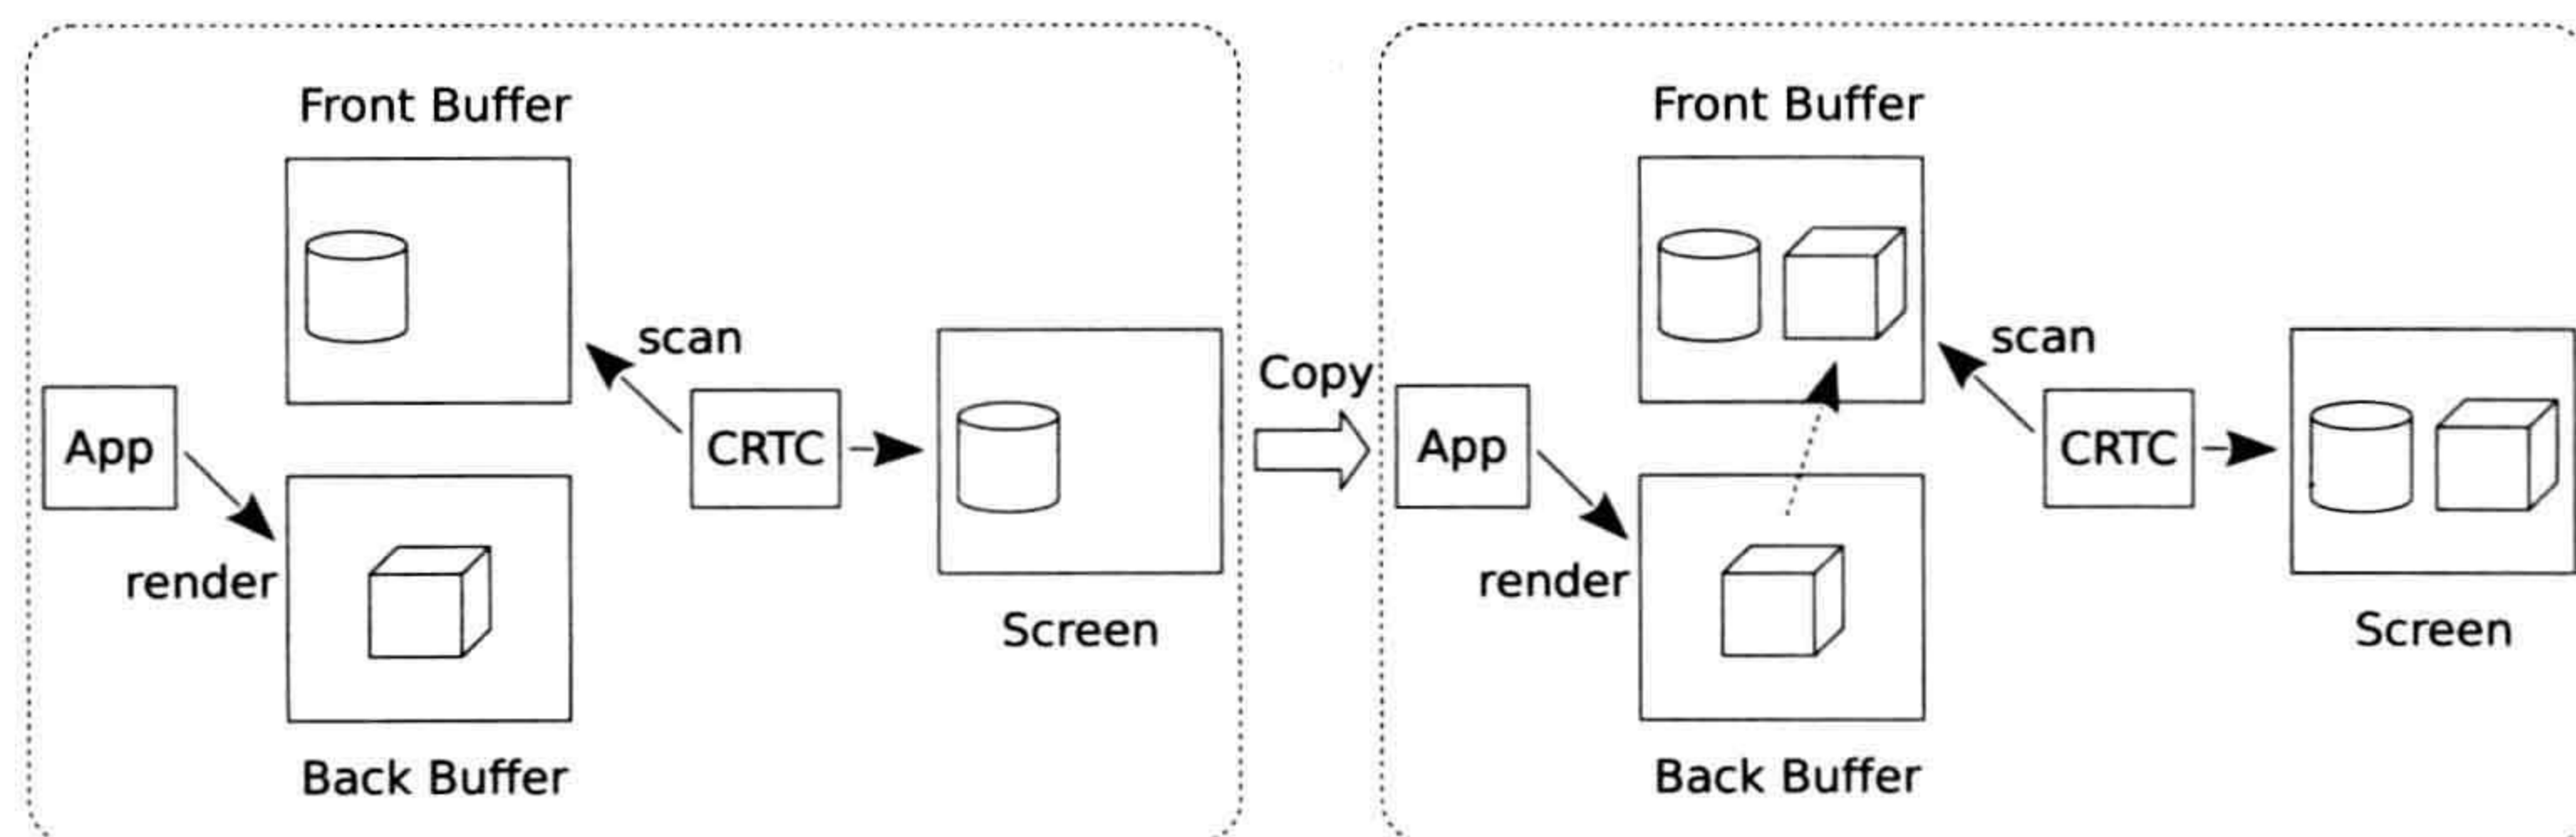 Front Buffer
scan
App
CRTC
render
Screen
Back Buffer
Copy
Front Buffer
scan
App
CRTC
render
Screen
Back Buffer